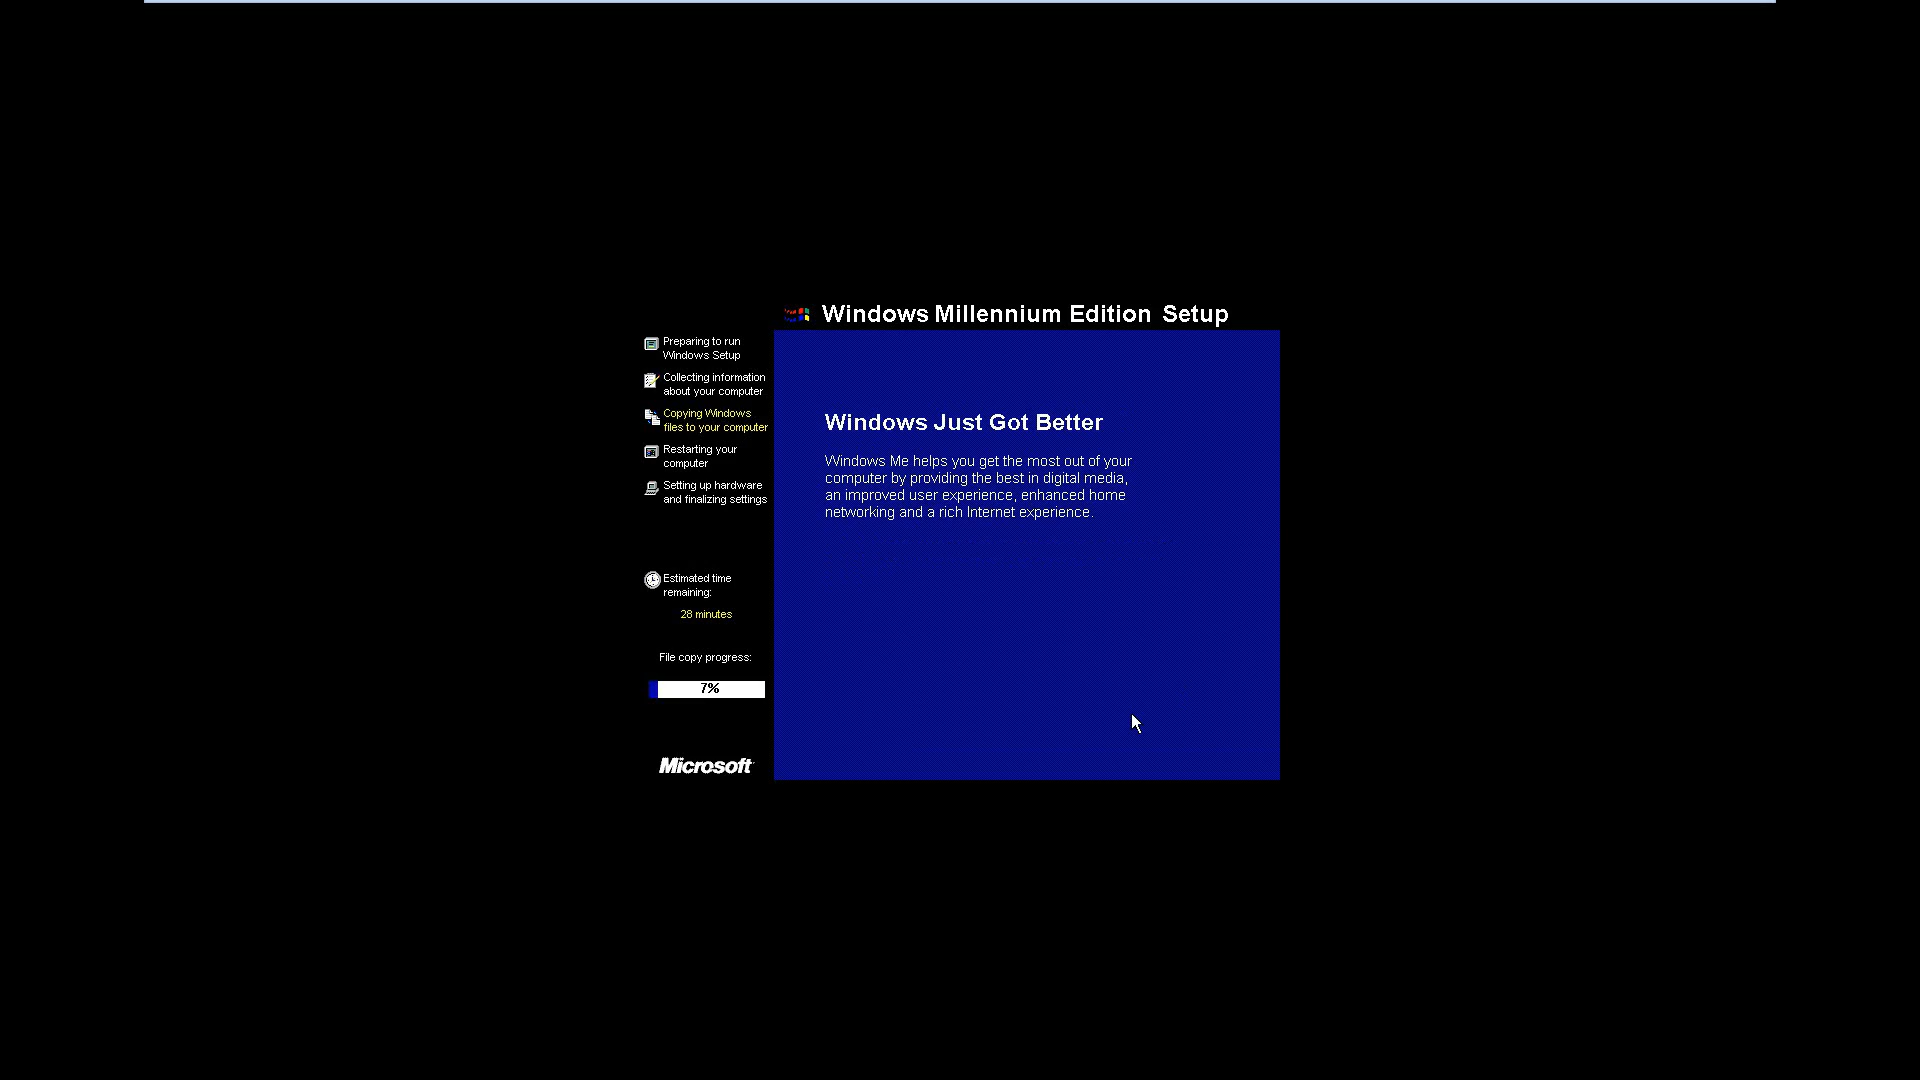 Windows Millennium Edition Setup
Preparing to run
Windows Setup
Collecting information
about your computer
Copying Windows
files to your computer
Restarting your
computer
Setting up hardware
and finalizing settings
Estimated time
remaining:
28 minutes
File copy progress:
7%
Microsoft
Windows Just Got Better
Windows Me helps you get the most out of your
computer by providing the best in digital media,
an improved user experience, enhanced home
networking and a rich Internet experience.